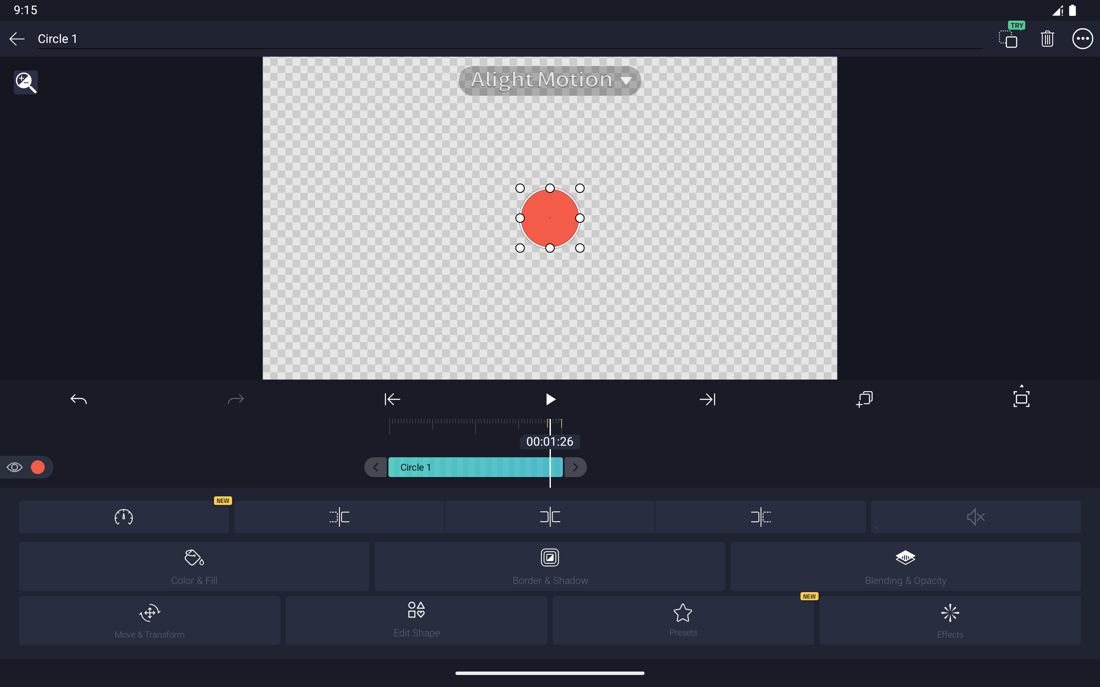 9:15
Circle 1
TRY
Alight Motion
00:01:26
Circle 1
NEW
Color & Fill
Border & Shadow
Blending & Opacity
NEW
Move & Transform
Edit Shape
Presets
Effects